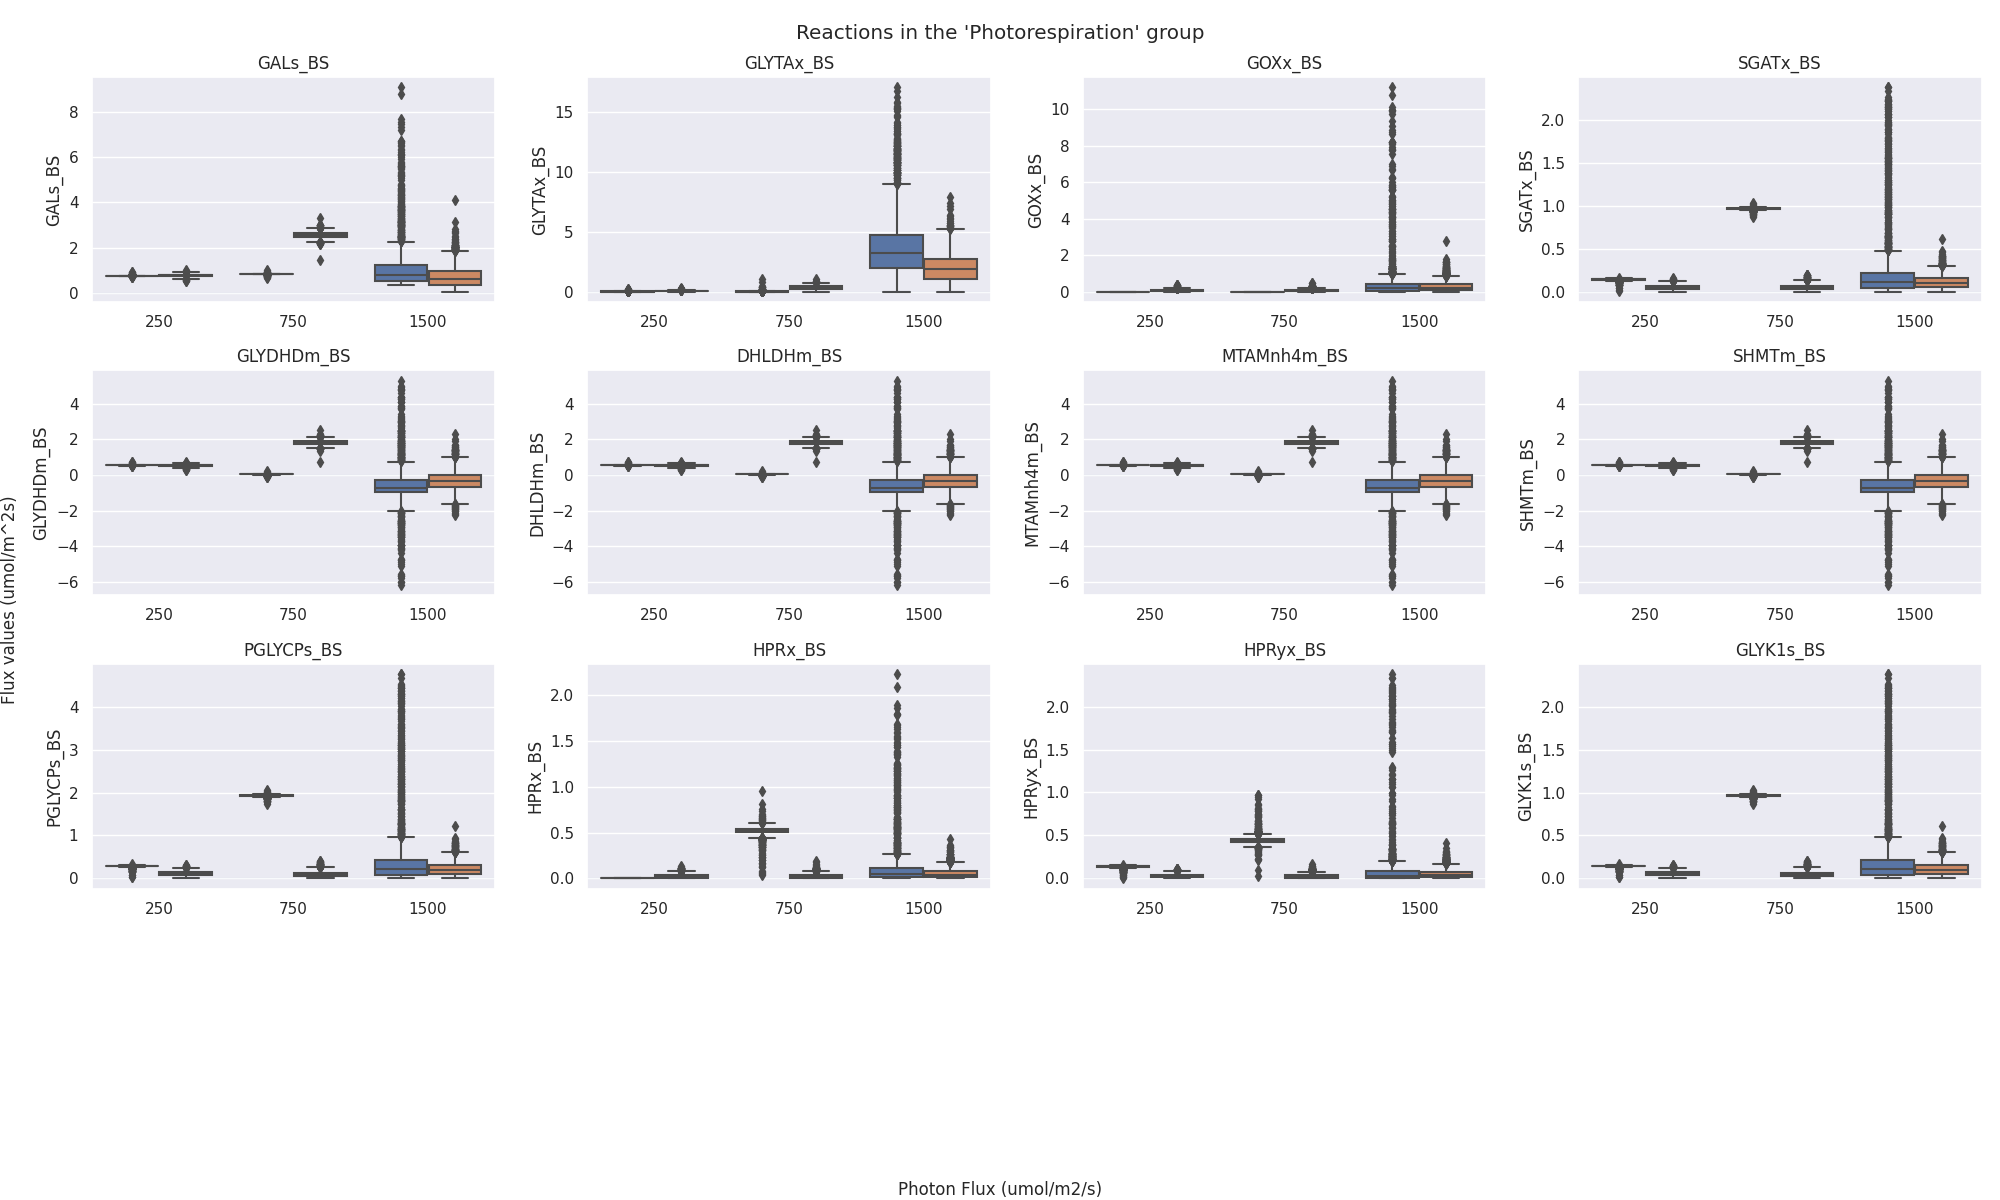 Reactions in the 'Photorespiration' group
GALs_BS
GLYTAx_BS
GOXx_BS
SGATx_BS
GALs_BS
8
6
4
2
0
GLYTAx_BS
15
10
5
0
GOXx_BS
10
8
6
4
2
0
SGATx_BS
2.0
1.5
1.0
0.5
0.0
250 750 1500
250 750 1500
250 750 1500
250 750 1500
GLYDHDm_BS
DHLDHm_BS
MTAMnh4m_BS
SHMTm_BS
GLYDHDm_BS
4
2
0
−2
−4
−6
DHLDHm_BS
4
2
0
−2
−4
−6
MTAMnh4m_BS
4
2
0
−2
−4
−6
SHMTm_BS
4
2
0
−2
−4
−6
250 750 1500
250 750 1500
250 750 1500
250 750 1500
Flux values (umol/m^2s)
PGLYCPs_BS
HPRx_BS
HPRyx_BS
GLYK1s_BS
PGLYCPs_BS
4
3
2
1
0
HPRx_BS
2.0
1.5
1.0
0.5
0.0
HPRyx_BS
2.0
1.5
1.0
0.5
0.0
GLYK1s_BS
2.0
1.5
1.0
0.5
0.0
250 750 1500
250 750 1500
250 750 1500
250 750 1500
Photon Flux (umol/m2/s)